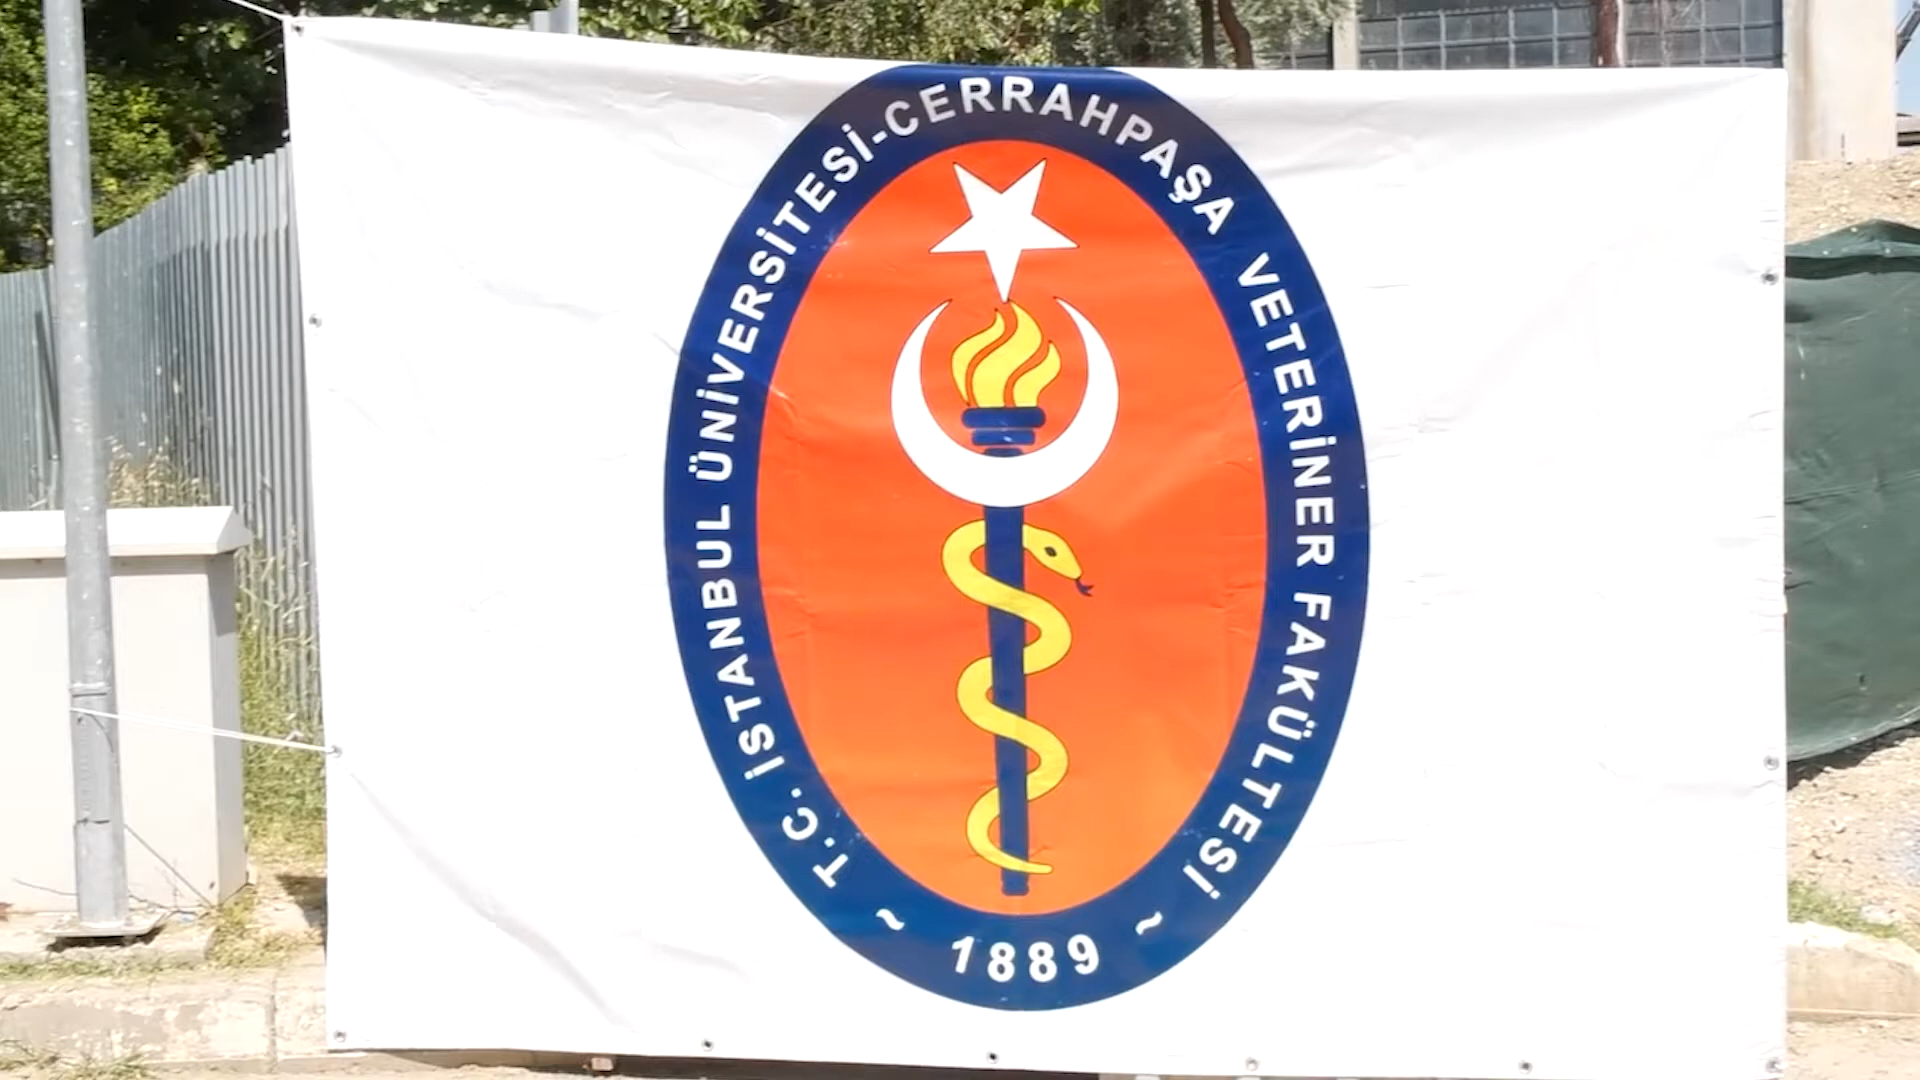 T.C. İSTANBUL ÜNİVERSİTESİ-CERRAHPAŞA VETERİNER FAKÜLTESİ
~ 1889 ~